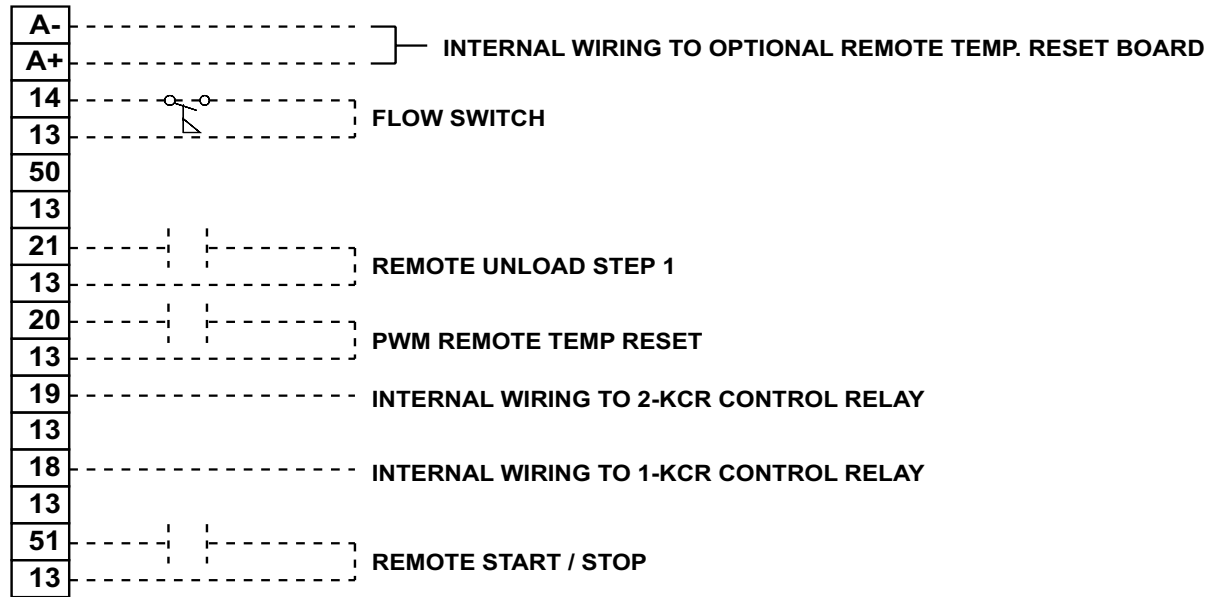 A-
INTERNAL WIRING TO OPTIONAL REMOTE TEMP. RESET BOARD
A+
14
FLOW SWITCH
13
50
13
21
REMOTE UNLOAD STEP 1
13
20
PWM REMOTE TEMP RESET
13
19
INTERNAL WIRING TO 2-KCR CONTROL RELAY
13
18
INTERNAL WIRING TO 1-KCR CONTROL RELAY
13
51
REMOTE START / STOP
13